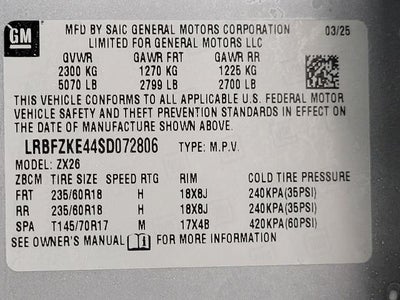 GM
MFD BY SAIC GENERAL MOTORS CORPORATION 03/25
LIMITED FOR GENERAL MOTORS LLC
GVWR GAWR FRT GAWR RR
2300 KG 1270 KG 1225 KG
5070 LB 2799 LB 2700 LB
THIS VEHICLE CONFORMS TO ALL APPLICABLE U.S. FEDERAL MOTOR
VEHICLE SAFETY AND THEFT PREVENTION STANDARDS IN EFFECT ON
THE DATE OF MANUFACTURE SHOWN ABOVE.
LRBFZKE44SD072806 TYPE: M.P.V.
MODEL: ZX26
ZBCM TIRE SIZE SPEED RTG RIM COLD TIRE PRESSURE
FRT 235/60R18 H 18X8J 240KPA(35PSI)
RR 235/60R18 H 18X8J 240KPA(35PSI)
SPA T145/70R17 M 17X4B 420KPA(60PSI)
SEE OWNER'S MANUAL FOR MORE INFORMATION